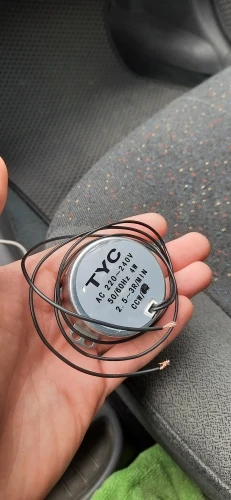 TYC
AC 220~240V
50/60Hz 4W
2.5~3R/MIN
CCW/